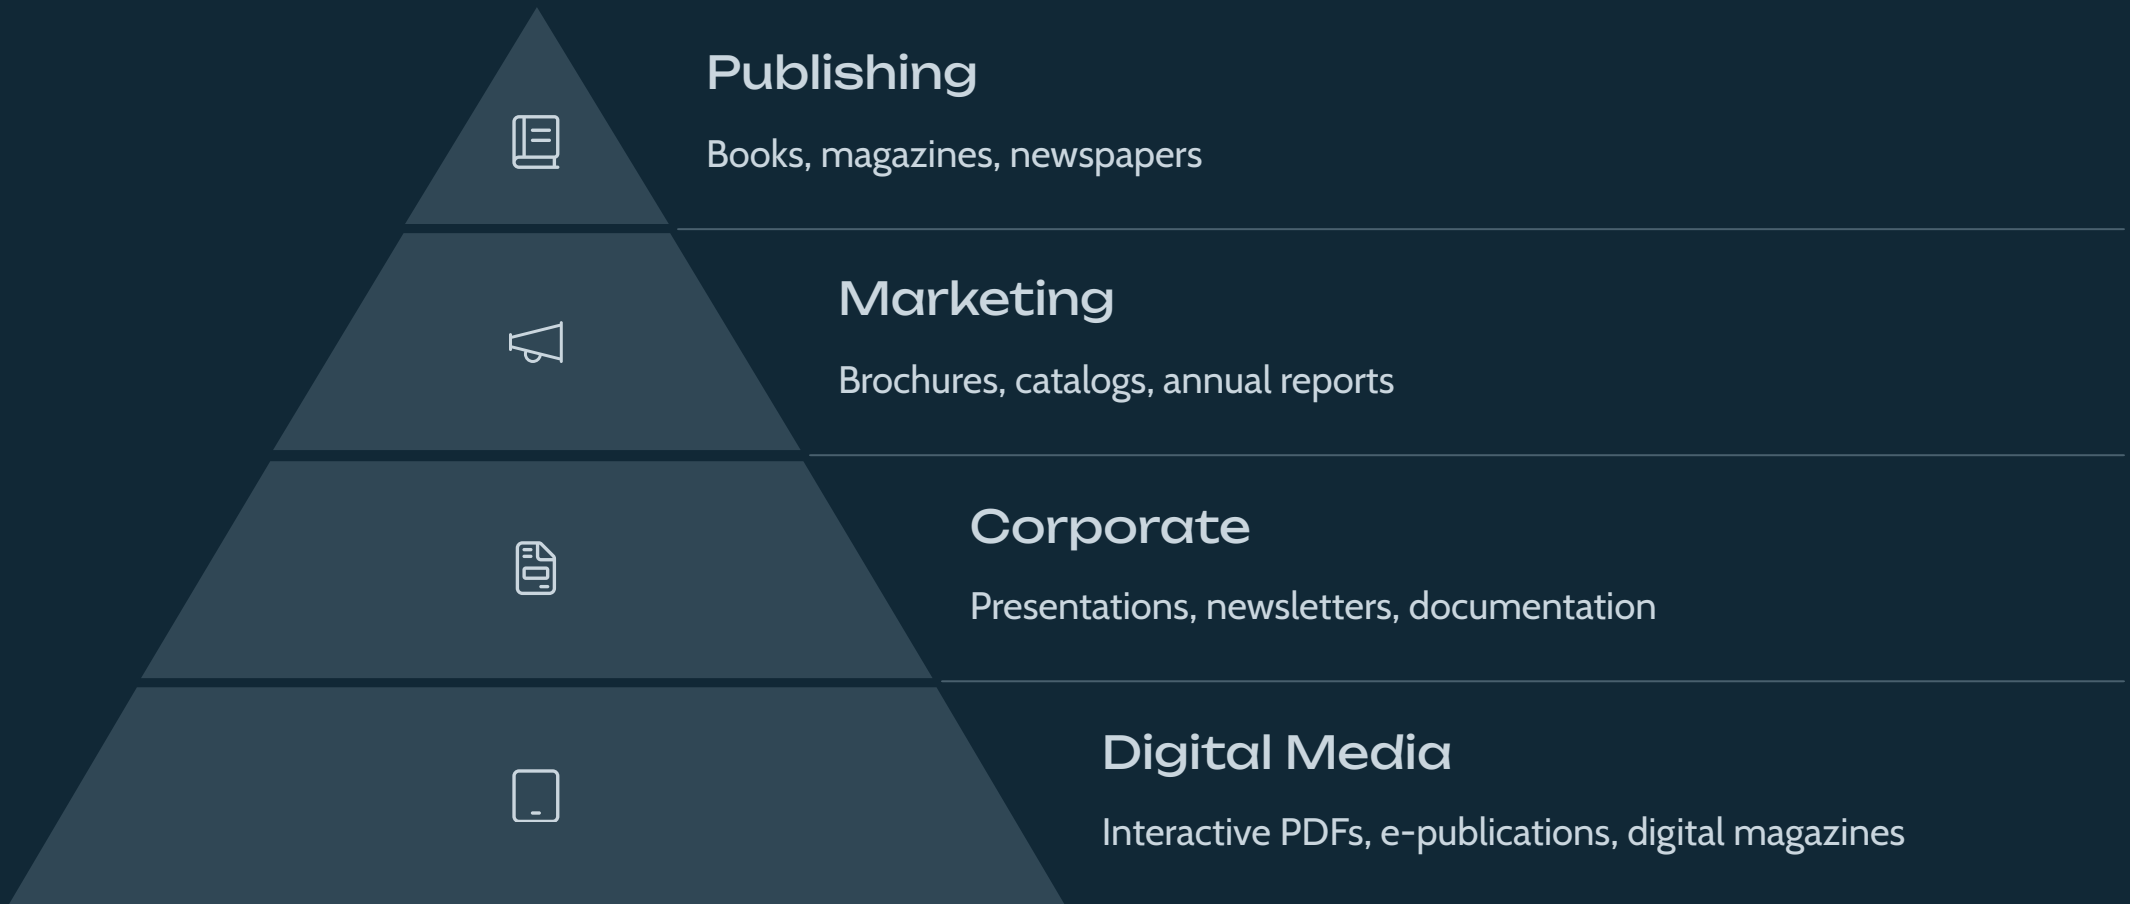 Publishing
Books, magazines, newspapers
Marketing
Brochures, catalogs, annual reports
Corporate
Presentations, newsletters, documentation
Digital Media
Interactive PDFs, e-publications, digital magazines